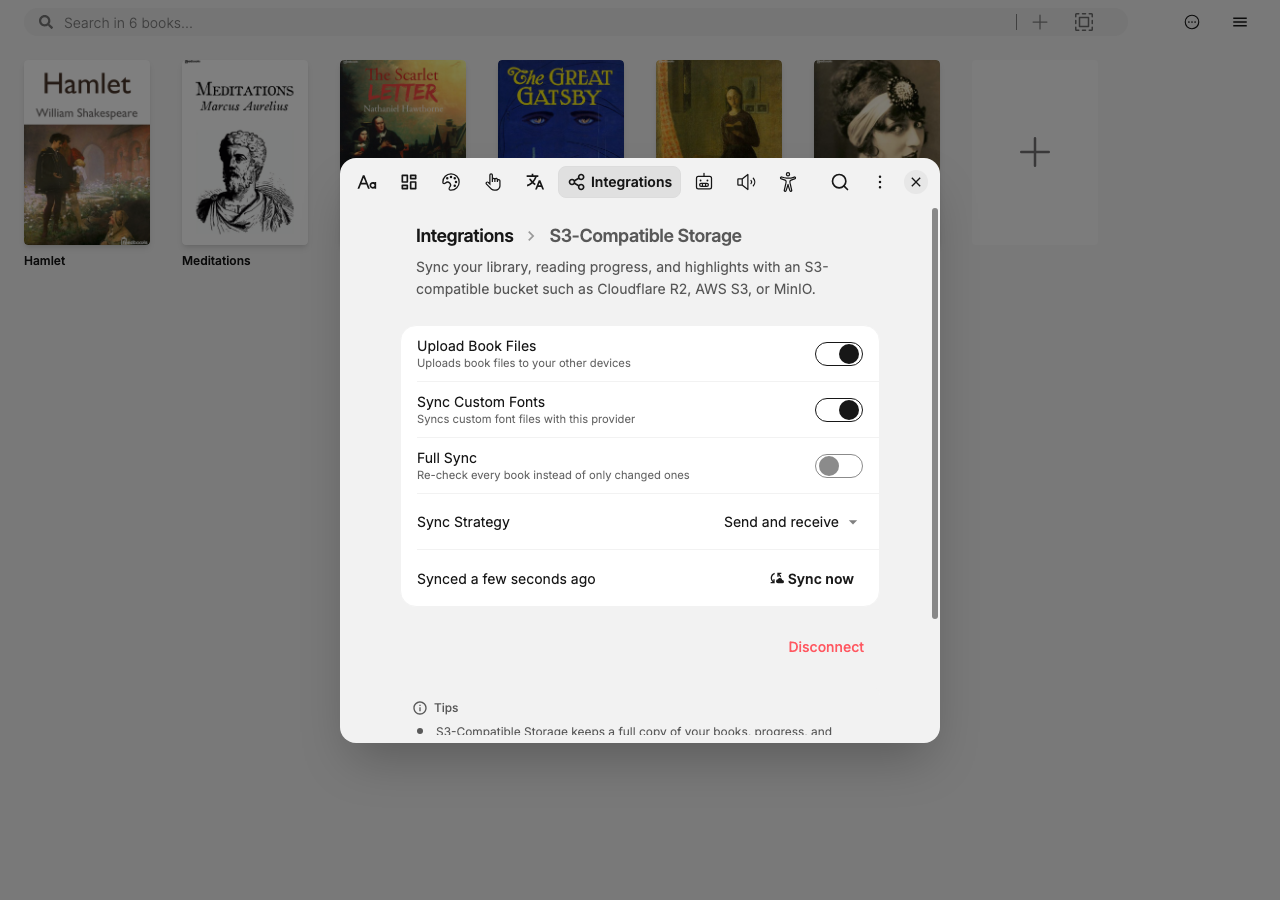 Search in 6 books...
Hamlet
William Shakespeare
MEDITATIONS
Marcus Aurelius
The Scarlet
LETTER
Nathaniel Hawthorne
The GREAT
GATSBY
Hamlet
Meditations
Aa
Integrations
Integrations > S3-Compatible Storage
Sync your library, reading progress, and highlights with an S3-
compatible bucket such as Cloudflare R2, AWS S3, or MinIO.
Upload Book Files
Uploads book files to your other devices
Sync Custom Fonts
Syncs custom font files with this provider
Full Sync
Re-check every book instead of only changed ones
Sync Strategy
Send and receive
Synced a few seconds ago
Sync now
Disconnect
Tips
S3-Compatible Storage keeps a full copy of your books, progress, and